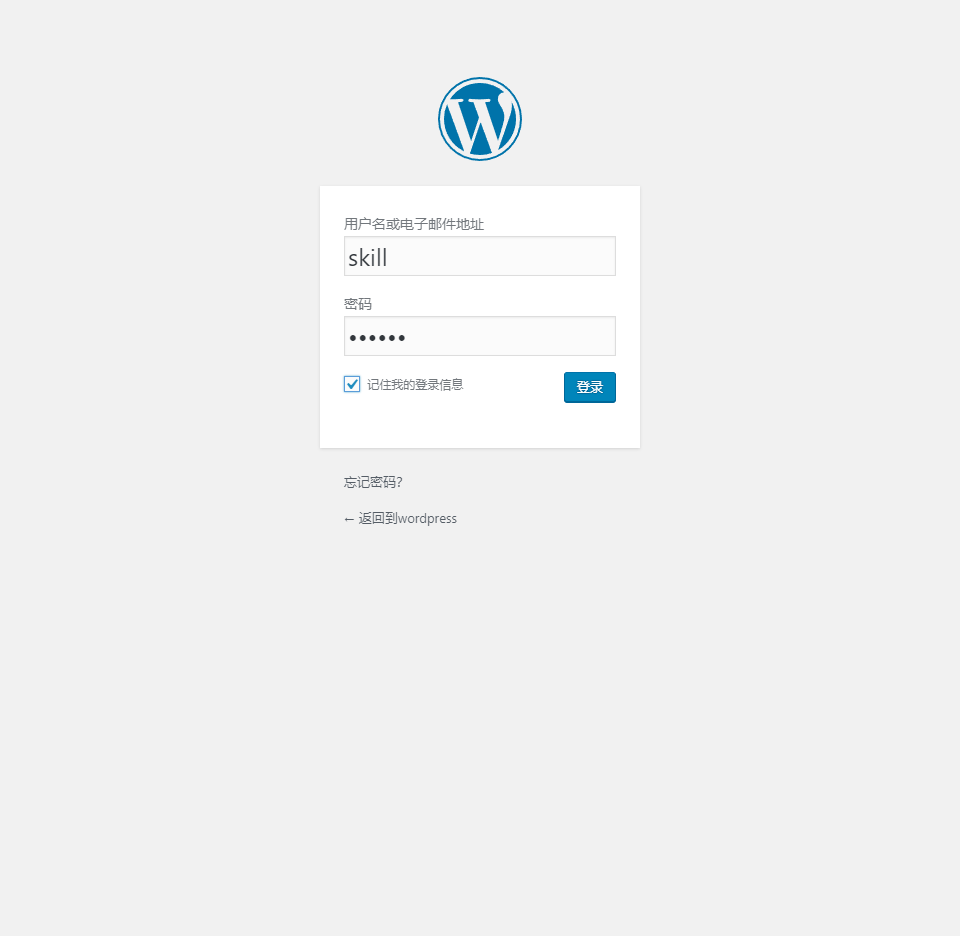 用户名或电子邮件地址
skill
密码
••••••
记住我的登录信息
登录
忘记密码?
← 返回到wordpress